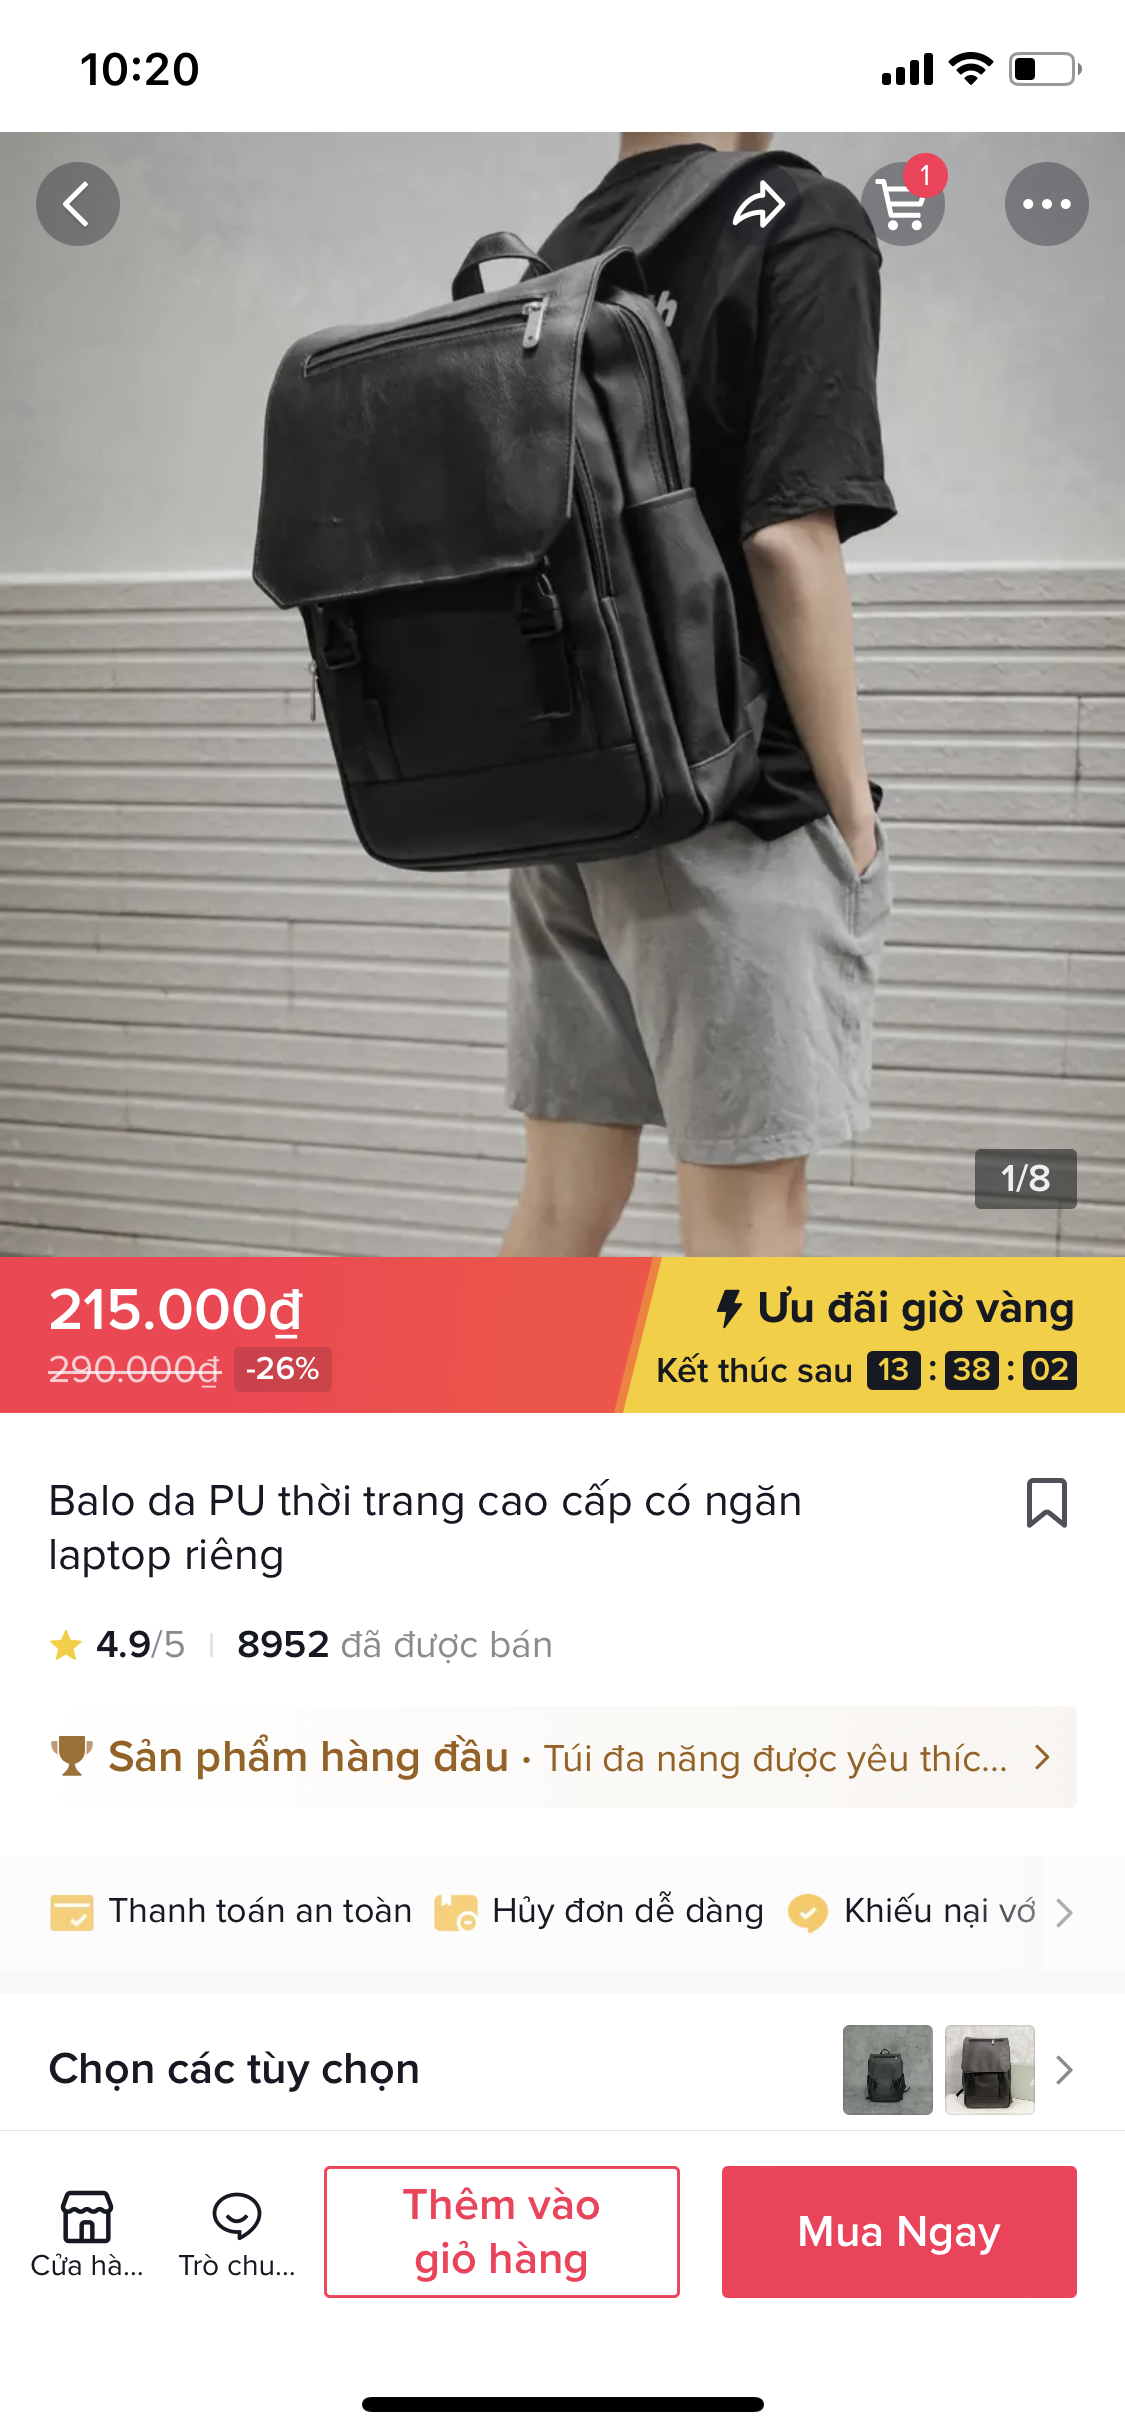 10:20
1
th
1/8
215.000₫
290.000₫ -26%
Ưu đãi giờ vàng
Kết thúc sau 13 : 38 : 02
Balo da PU thời trang cao cấp có ngăn
laptop riêng
4.9/5 | 8952 đã được bán
Sản phẩm hàng đầu · Túi đa năng được yêu thíc...
Thanh toán an toàn Hủy đơn dễ dàng Khiếu nại vớ
Chọn các tùy chọn
Cửa hà...
Trò chu...
Thêm vào
giỏ hàng
Mua Ngay